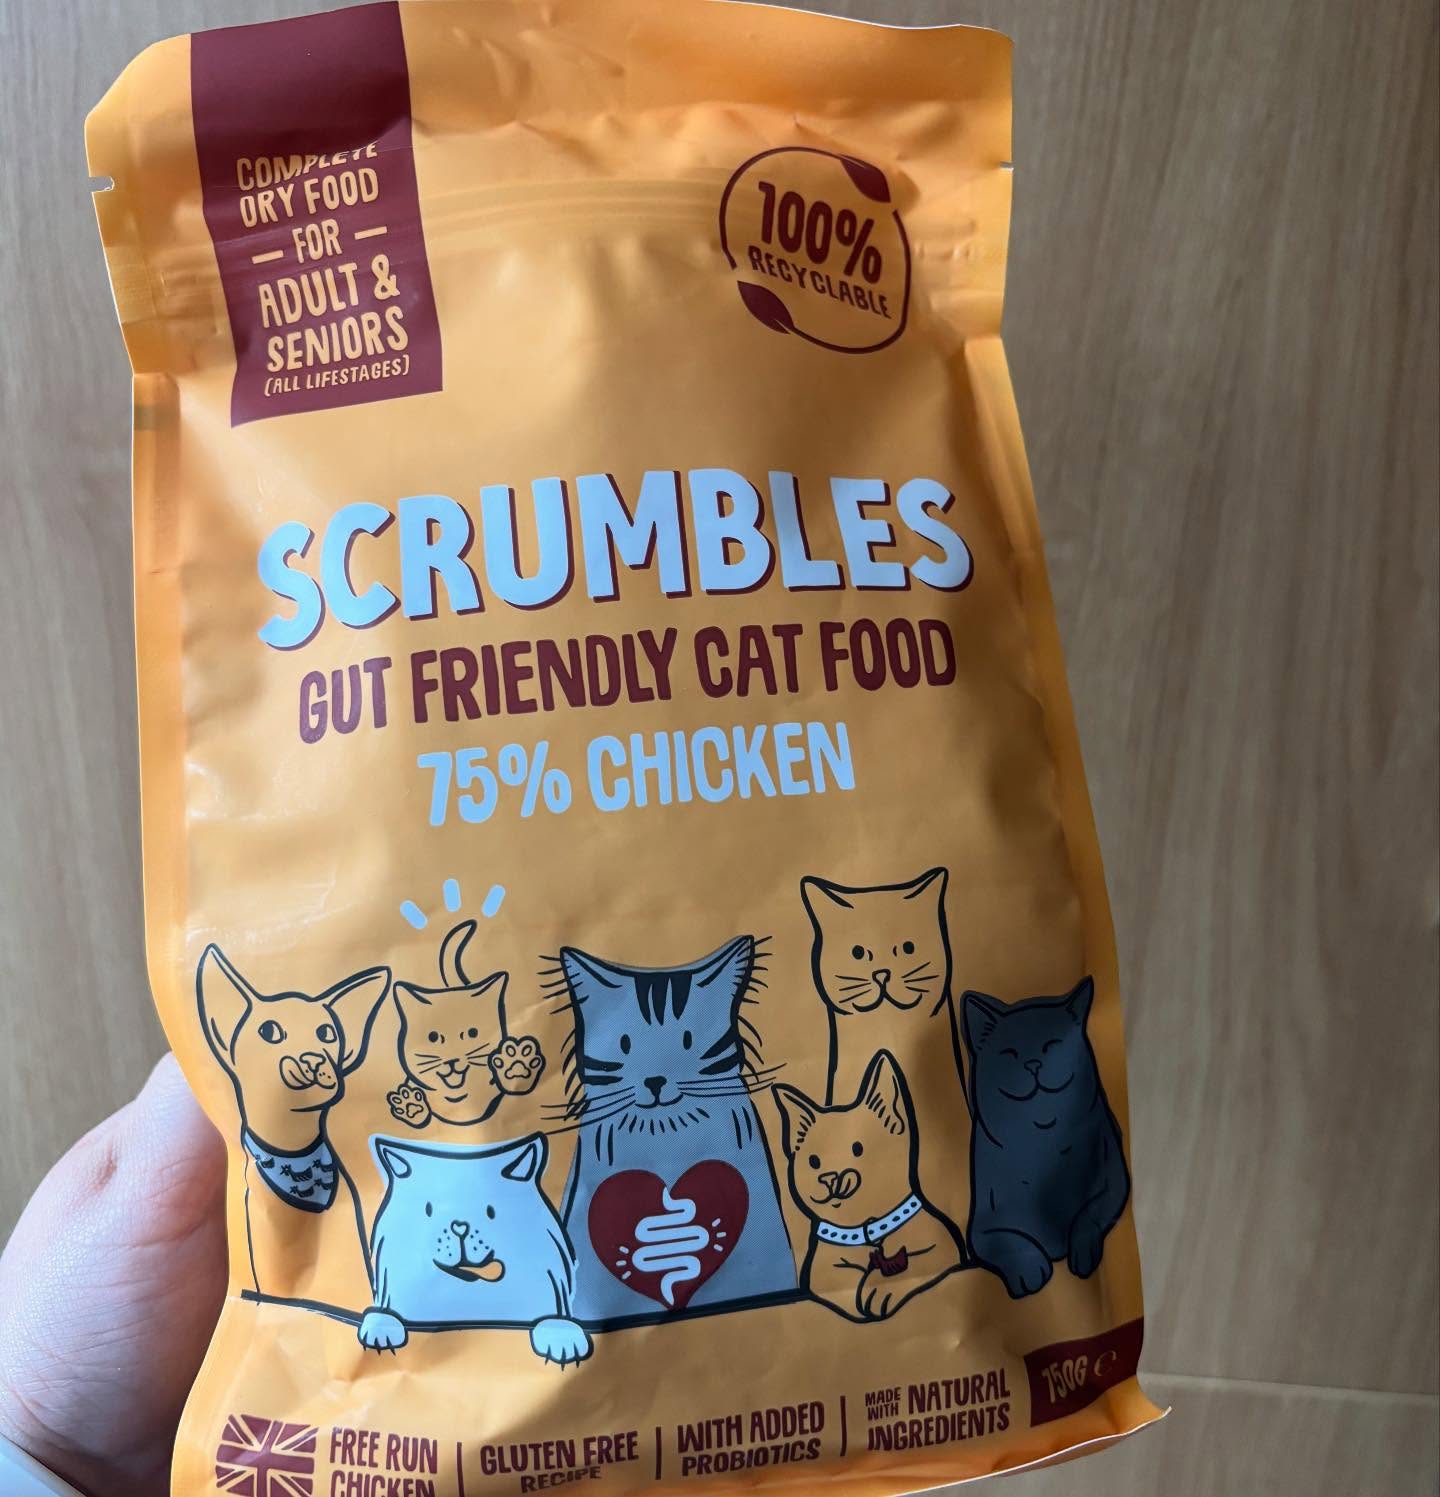 COMPLETE
DRY FOOD
— FOR —
ADULT &
SENIORS
(ALL LIFESTAGES)
100%
RECYCLABLE
SCRUMBLES
GUT FRIENDLY CAT FOOD
75% CHICKEN
FREE RUN
CHICKEN
GLUTEN FREE
RECIPE
WITH ADDED
PROBIOTICS
MADE WITH NATURAL
INGREDIENTS
750G ℮